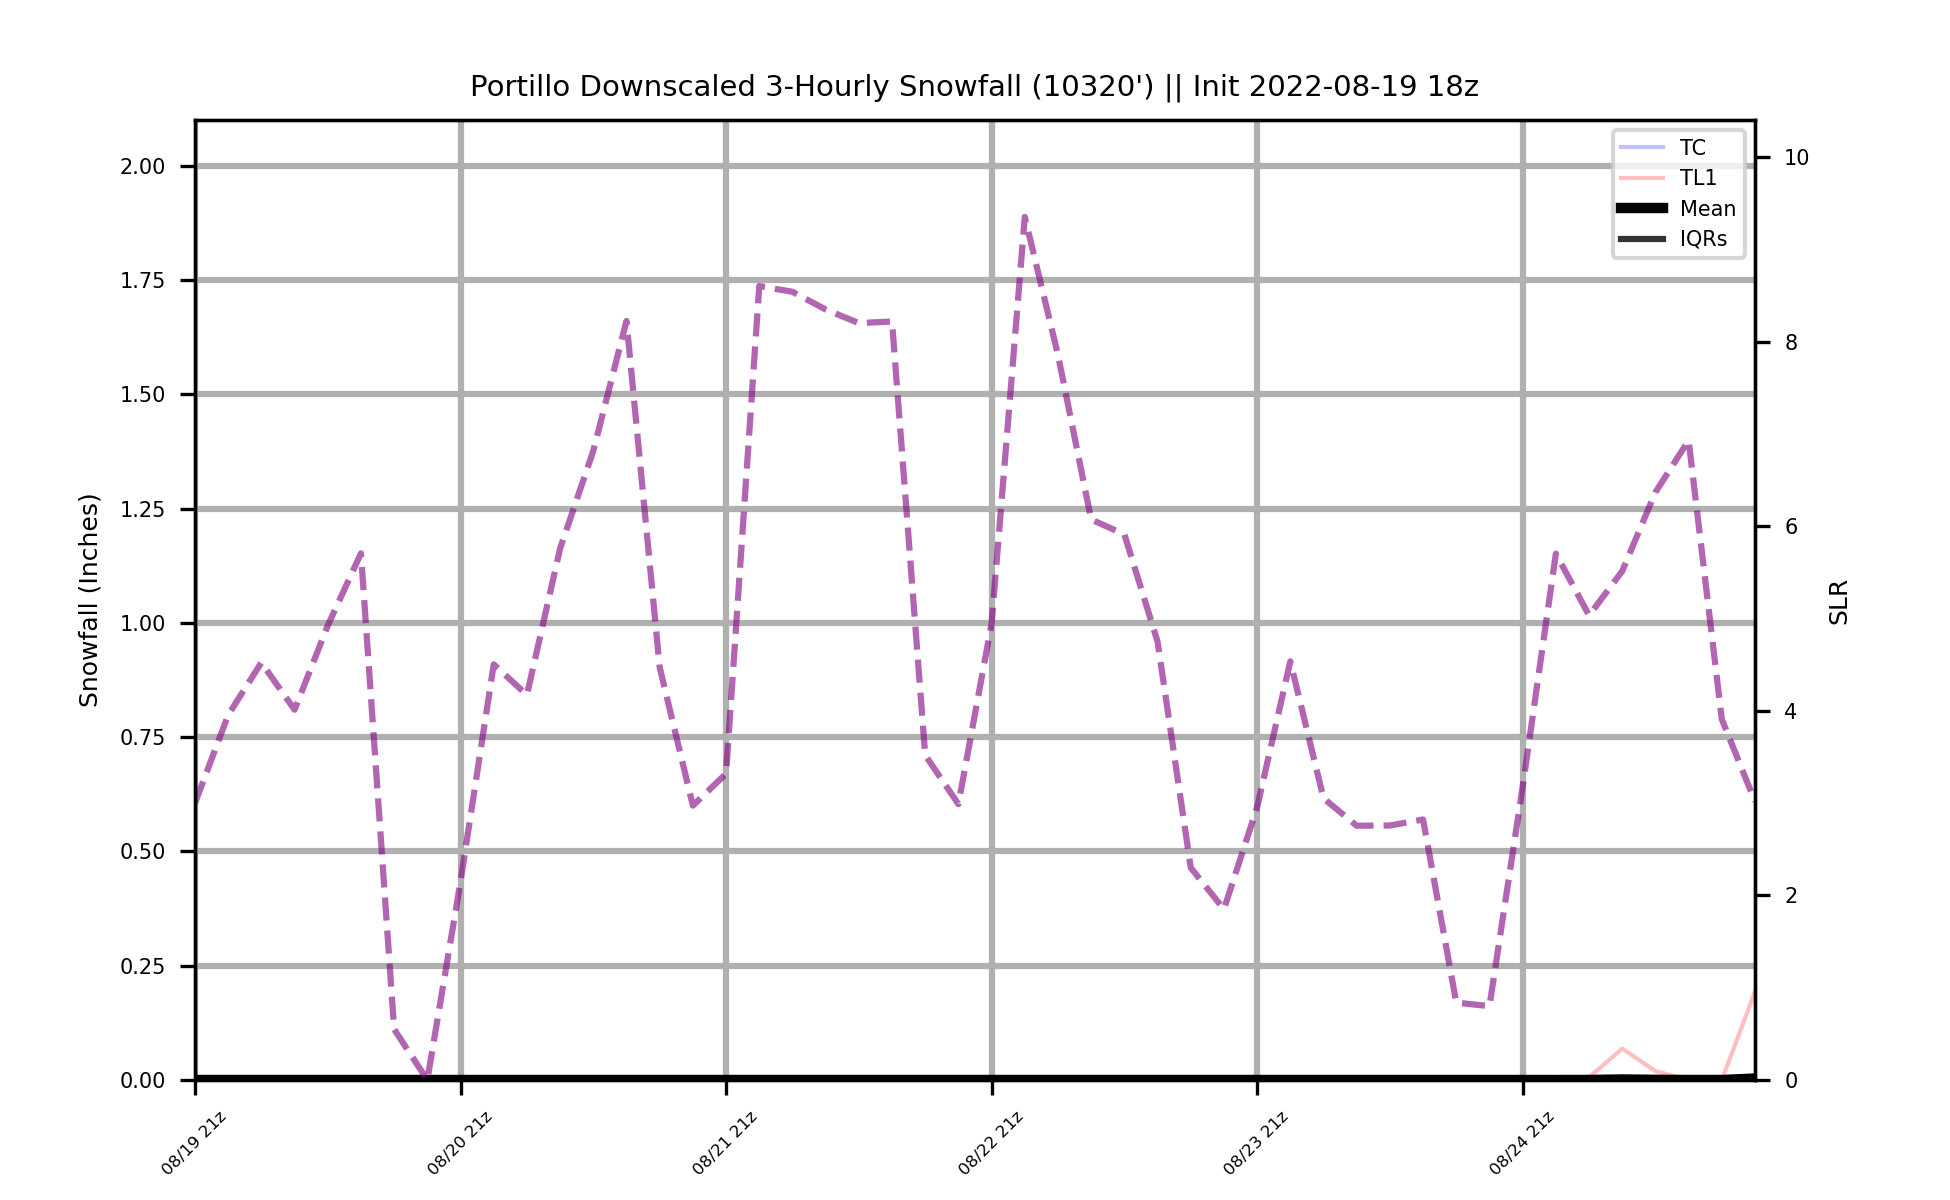 Portillo Downscaled 3-Hourly Snowfall (10320') || Init 2022-08-19 18z
TC
TL1
Mean
IQRs
Snowfall (Inches)
2.00
1.75
1.50
1.25
1.00
0.75
0.50
0.25
0.00
10
8
6
4
2
0
SLR
08/19 21z
08/20 21z
08/21 21z
08/22 21z
08/23 21z
08/24 21z